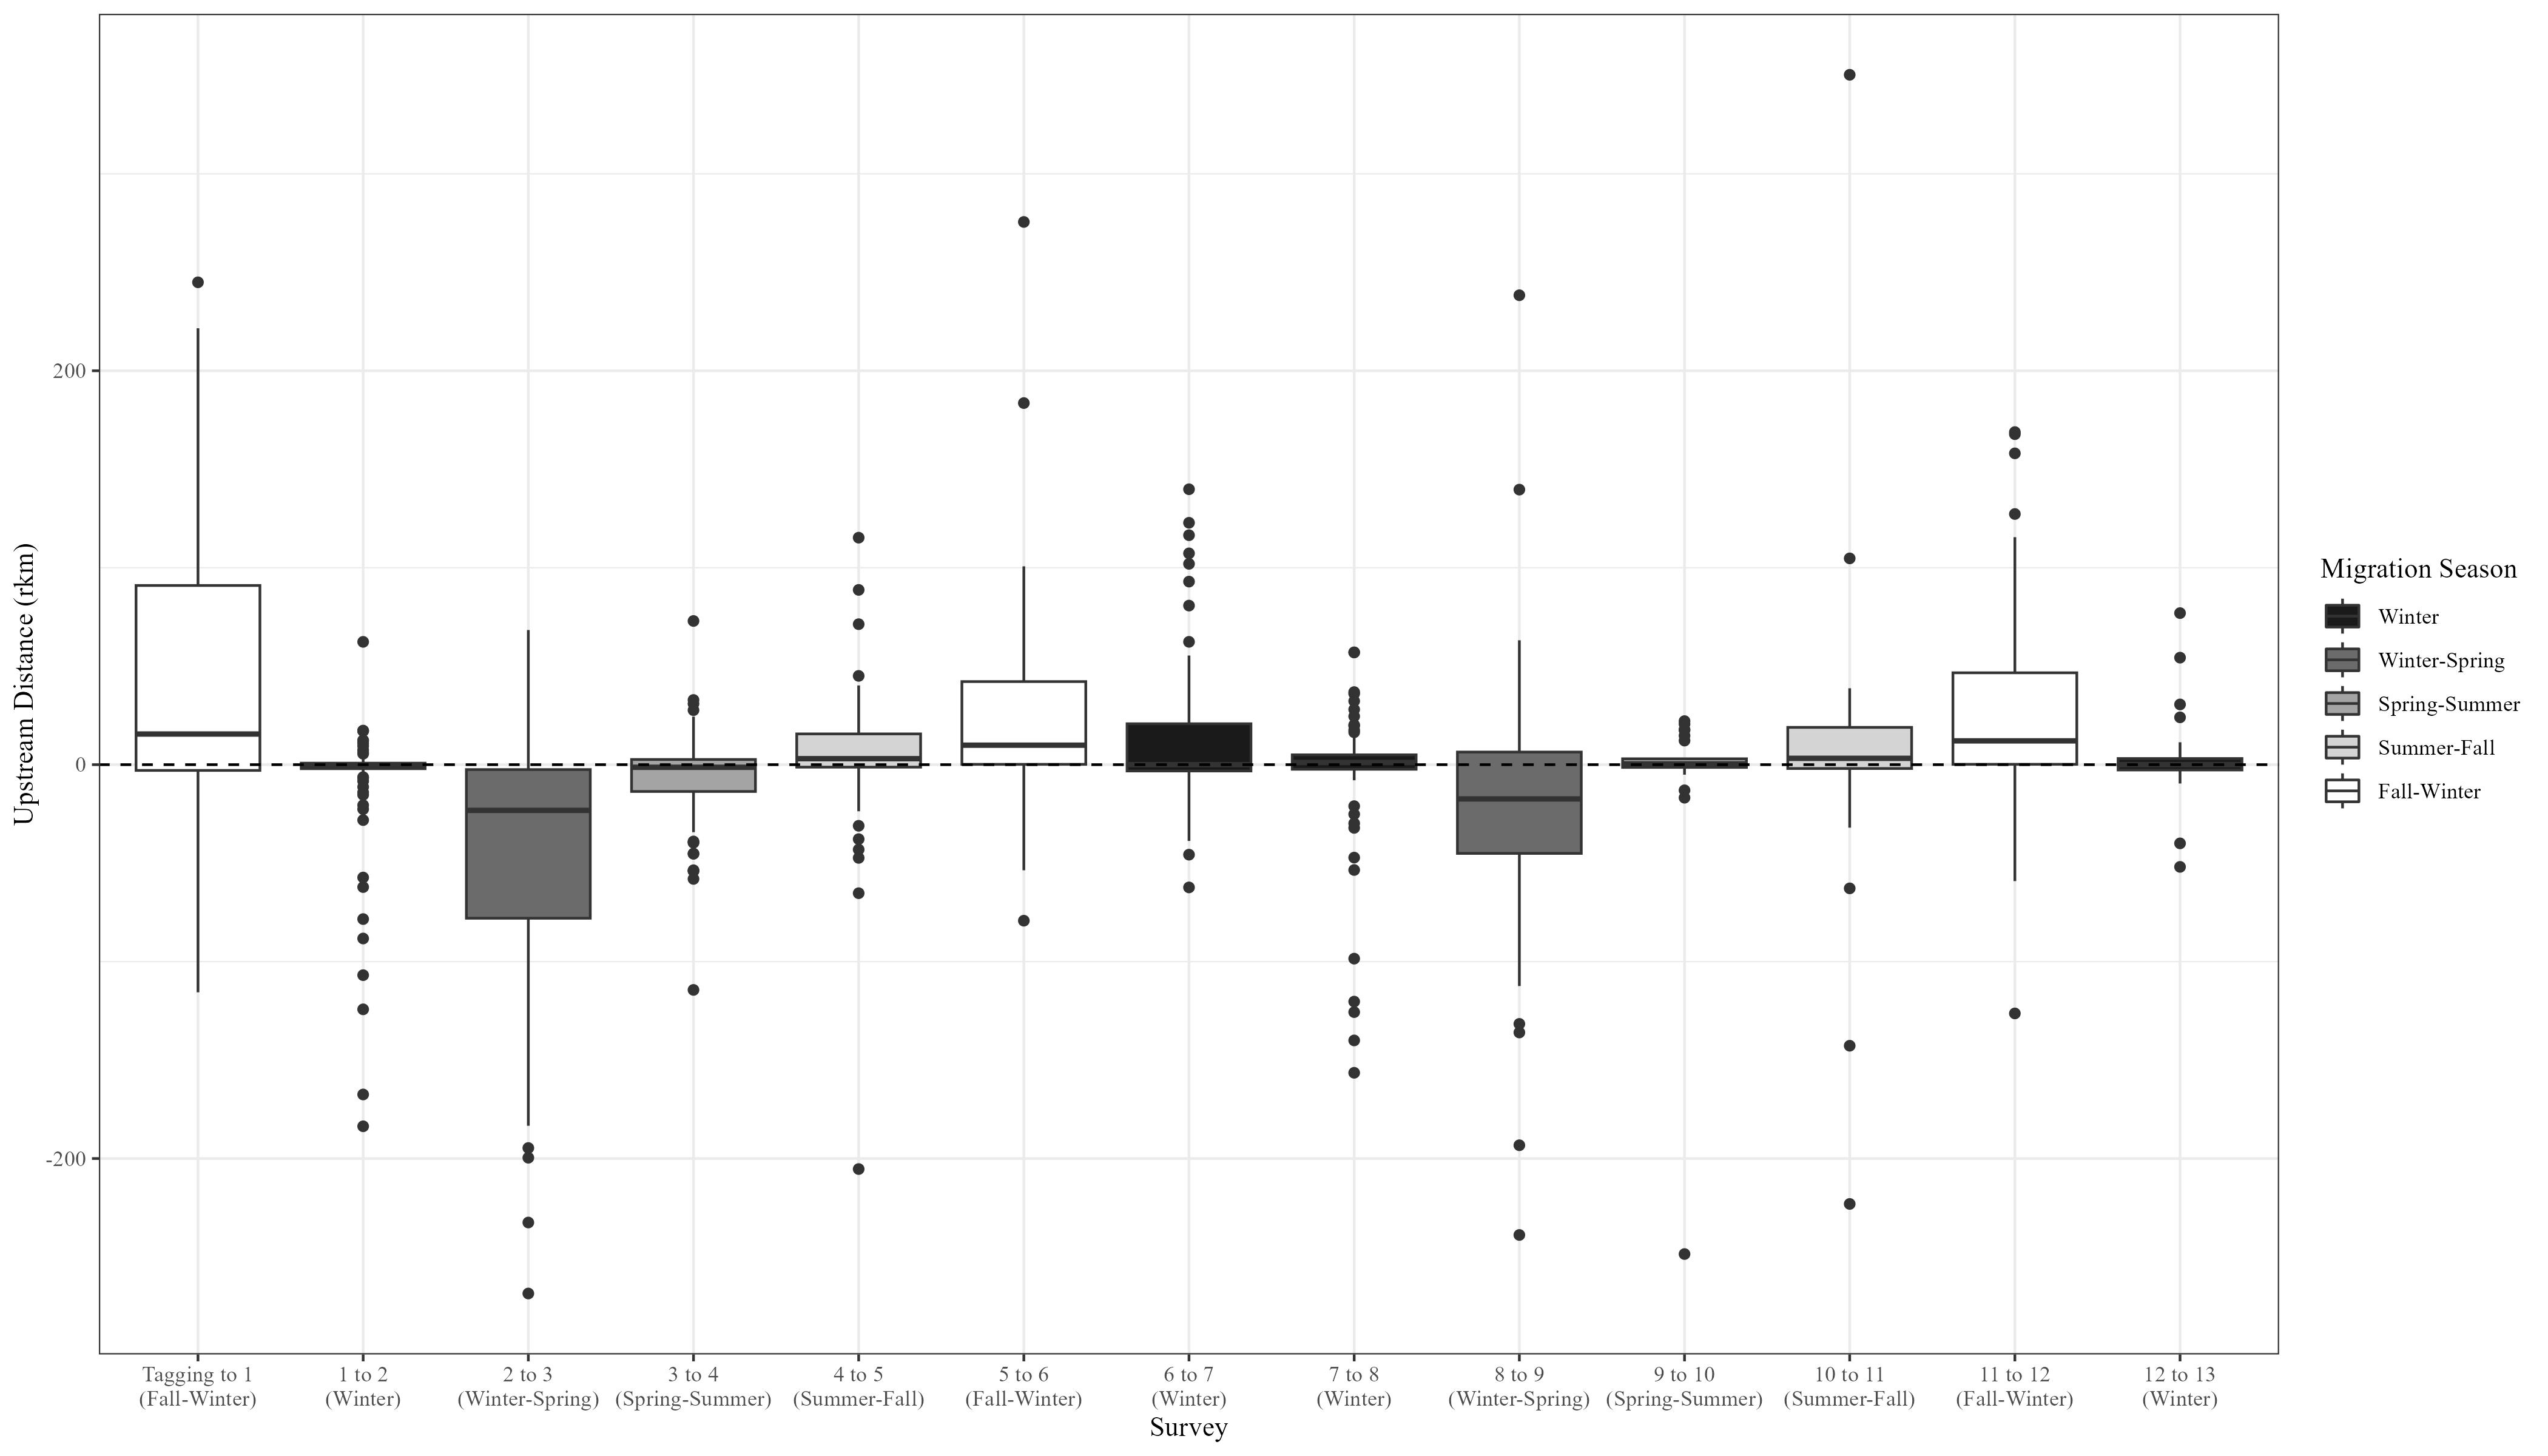 Upstream Distance (rkm)
200
0
-200
Tagging to 1
(Fall-Winter)
1 to 2
(Winter)
2 to 3
(Winter-Spring)
3 to 4
(Spring-Summer)
4 to 5
(Summer-Fall)
5 to 6
(Fall-Winter)
6 to 7
(Winter)
7 to 8
(Winter)
8 to 9
(Winter-Spring)
9 to 10
(Spring-Summer)
10 to 11
(Summer-Fall)
11 to 12
(Fall-Winter)
12 to 13
(Winter)
Survey
Migration Season
Winter
Winter-Spring
Spring-Summer
Summer-Fall
Fall-Winter